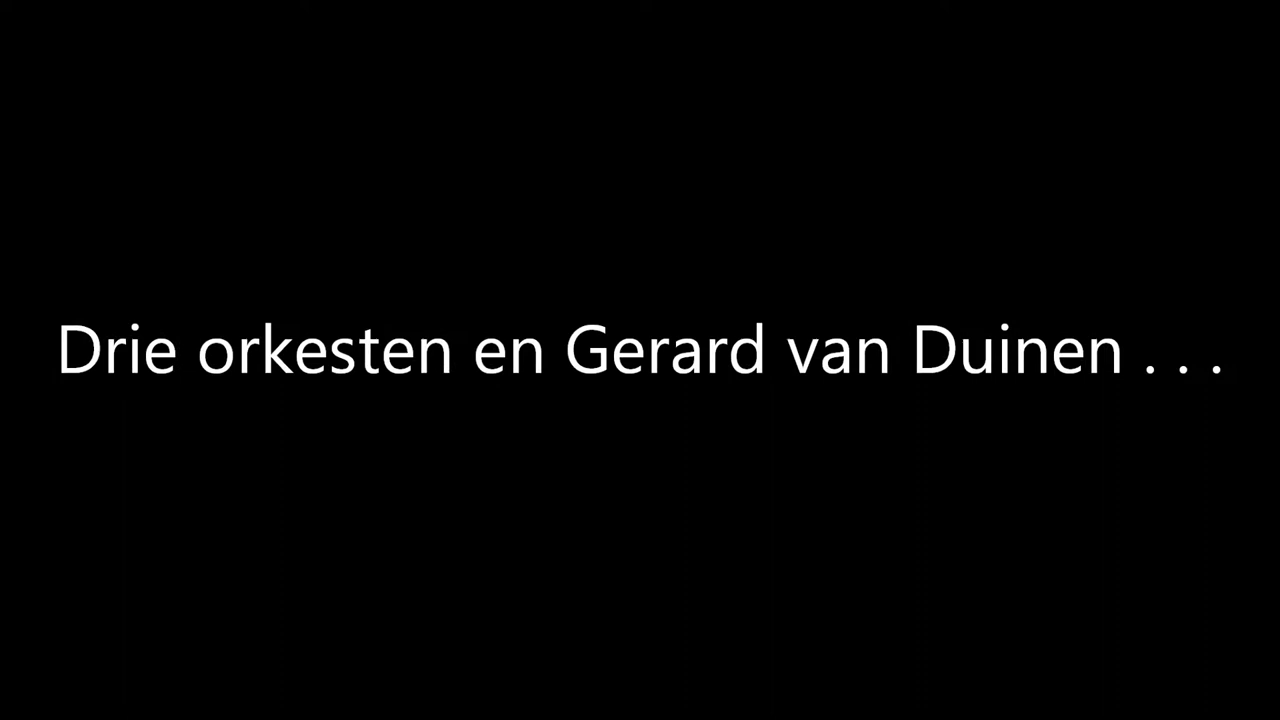 Drie orkesten en Gerard van Duinen . . .